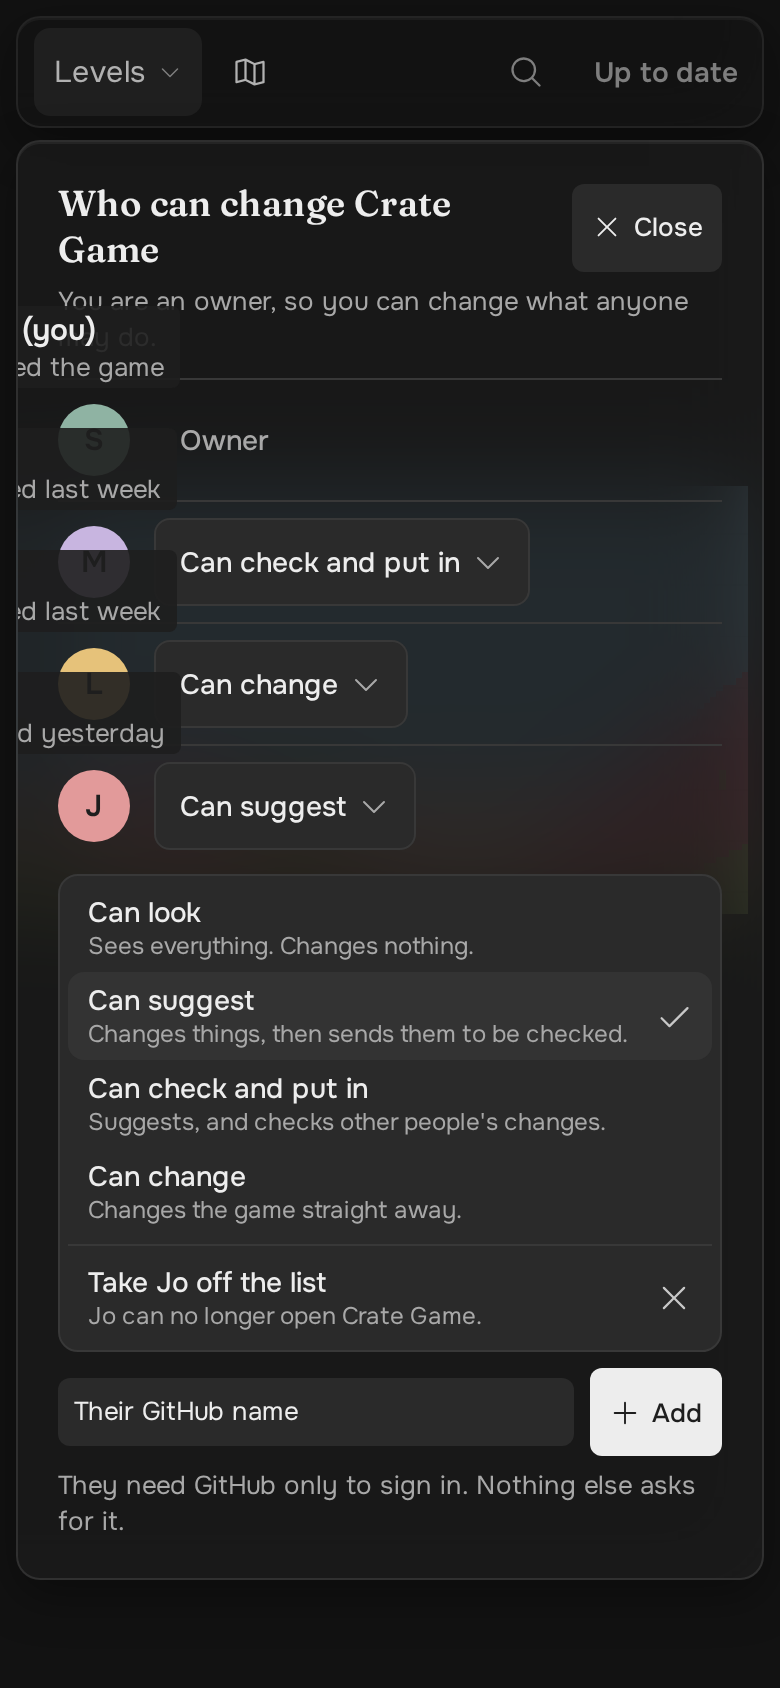 Levels
Up to date
Who can change Crate
Game
Close
You are an owner, so you can change what anyone
may do.
(you)
ed the game
S
Owner
ed last week
M
Can check and put in
ed last week
L
Can change
d yesterday
J
Can suggest
Can look
Sees everything. Changes nothing.
Can suggest
Changes things, then sends them to be checked.
Can check and put in
Suggests, and checks other people's changes.
Can change
Changes the game straight away.
Take Jo off the list
Jo can no longer open Crate Game.
Their GitHub name
Add
They need GitHub only to sign in. Nothing else asks
for it.